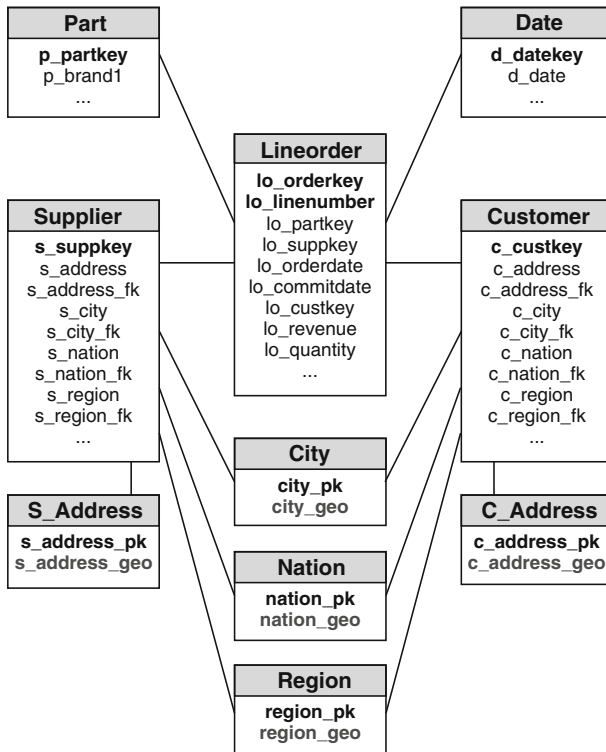 Part
p_partkey
p_brand1
...
Date
d_datekey
d_date
...
Lineorder
lo_orderkey
lo_linenumber
lo_partkey
lo_suppkey
lo_orderdate
lo_commitdate
lo_custkey
lo_revenue
lo_quantity
...
Supplier
s_suppkey
s_address
s_address_fk
s_city
s_city_fk
s_nation
s_nation_fk
s_region
s_region_fk
...
Customer
c_custkey
c_address
c_address_fk
c_city
c_city_fk
c_nation
c_nation_fk
c_region
c_region_fk
...
City
city_pk
city_geo
S_Address
s_address_pk
s_address_geo
C_Address
c_address_pk
c_address_geo
Nation
nation_pk
nation_geo
Region
region_pk
region_geo